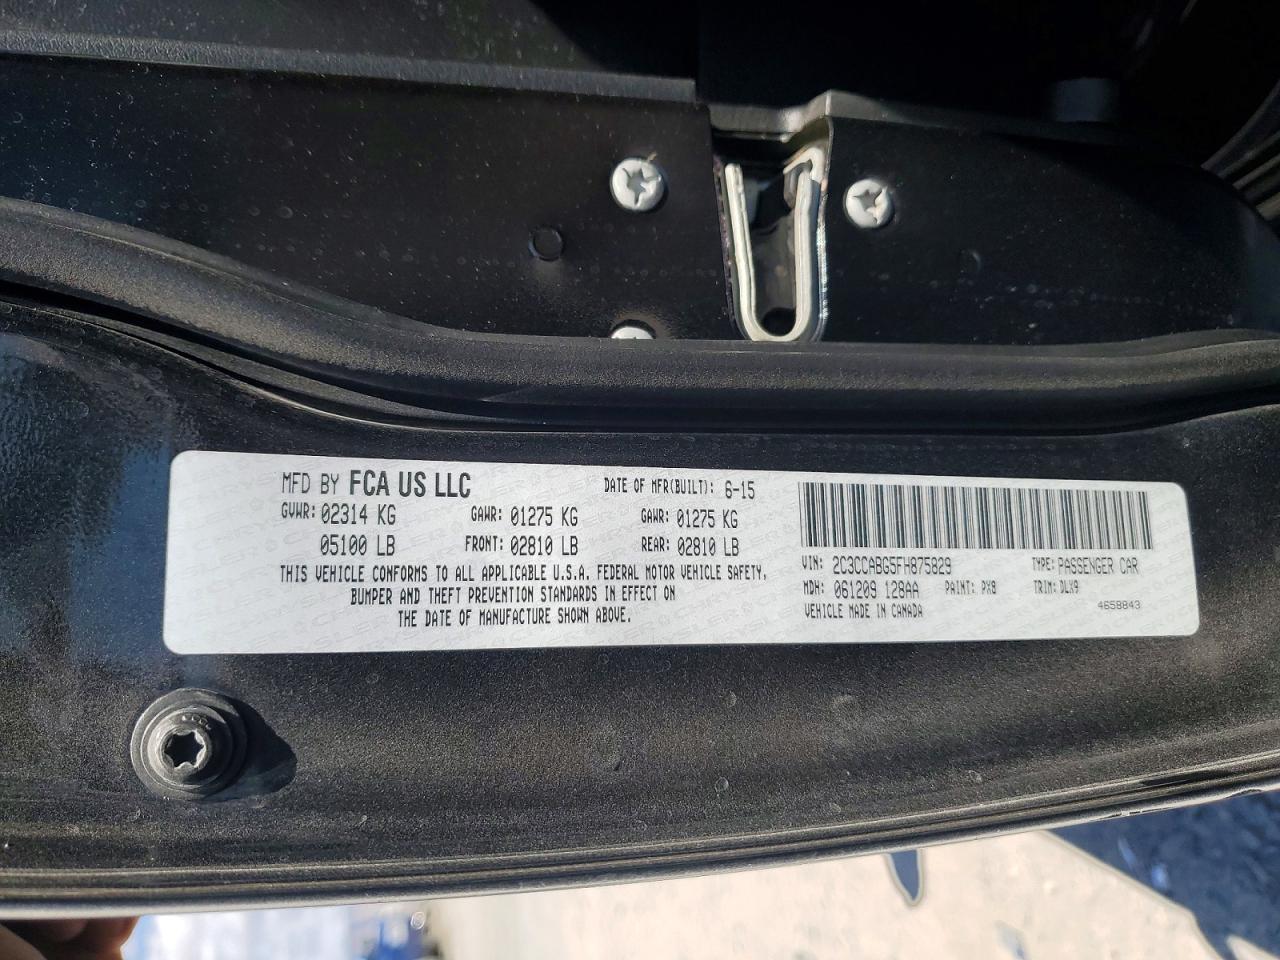 MFD BY FCA US LLC DATE OF MFR(BUILT): 6-15
GVWR: 02314 KG GAWR: 01275 KG GAWR: 01275 KG
05100 LB FRONT: 02810 LB REAR: 02810 LB
THIS VEHICLE CONFORMS TO ALL APPLICABLE U.S.A. FEDERAL MOTOR VEHICLE SAFETY,
BUMPER AND THEFT PREVENTION STANDARDS IN EFFECT ON
THE DATE OF MANUFACTURE SHOWN ABOVE.
VIN: 2C3CCABG5FH875829 TYPE: PASSENGER CAR
MDH: 061209 128AA PAINT: PX8 TRIM: DLX9
VEHICLE MADE IN CANADA 4658843